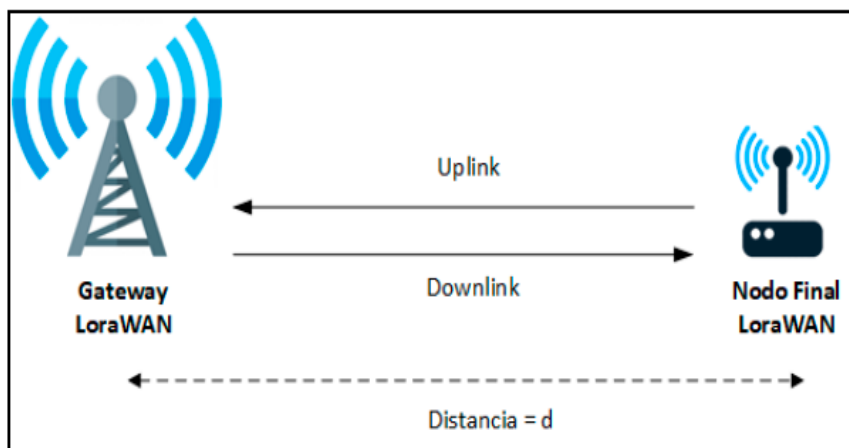 Uplink
Downlink
Gateway
LoraWAN
Nodo Final
LoraWAN
Distancia = d